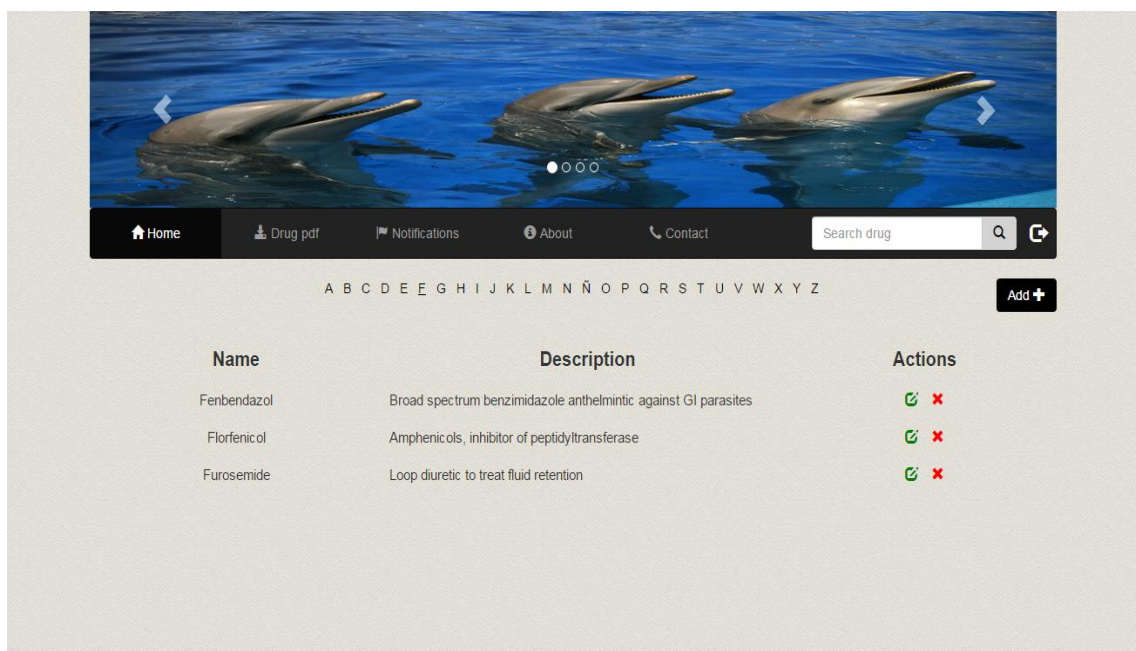 Home Drug pdf Notifications About Contact Search drug
A B C D E F G H I J K L M N Ñ O P Q R S T U V W X Y Z Add
Name Description Actions
Fenbendazol Broad spectrum benzimidazole anthelmintic against GI parasites
Florfenicol Amphenicols, inhibitor of peptidyltransferase
Furosemide Loop diuretic to treat fluid retention